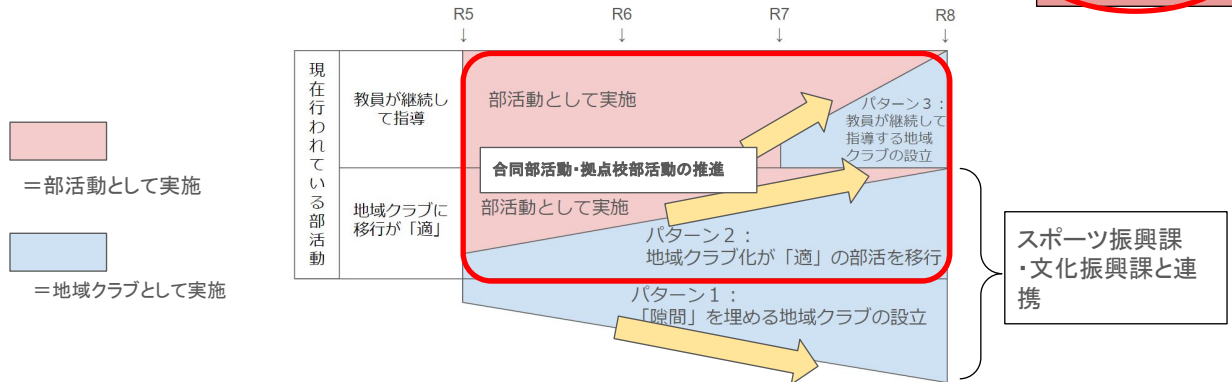 R5
R6
R7
R8
↓
↓
↓
↓
現在行われている部活動
教員が継続し
て指導
部活動として実施
パターン３：
教員が継続して
指導する地域
クラブの設立
合同部活動・拠点校部活動の推進
地域クラブに
移行が「適」
部活動として実施
パターン２：
地域クラブ化が「適」の部活を移行
パターン１：
「隙間」を埋める地域クラブの設立
＝部活動として実施
＝地域クラブとして実施
スポーツ振興課
・文化振興課と連
携